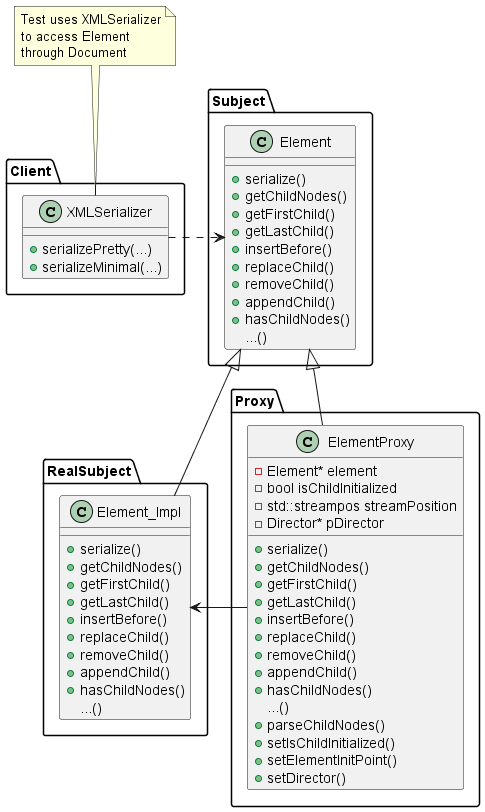 Test uses XMLSerializer
to access Element
through Document
Subject
C Element
serialize()
getChildNodes()
getFirstChild()
getLastChild()
insertBefore()
replaceChild()
removeChild()
appendChild()
hasChildNodes()
...()
Client
C XMLSerializer
serializePretty(...)
serializeMinimal(...)
Proxy
C ElementProxy
Element* element
bool isChildInitialized
std::streampos streamPosition
Director* pDirector
serialize()
getChildNodes()
getFirstChild()
getLastChild()
insertBefore()
replaceChild()
removeChild()
appendChild()
hasChildNodes()
...()
parseChildNodes()
setIsChildInitialized()
setElementInitPoint()
setDirector()
RealSubject
C Element_Impl
serialize()
getChildNodes()
getFirstChild()
getLastChild()
insertBefore()
replaceChild()
removeChild()
appendChild()
hasChildNodes()
...()